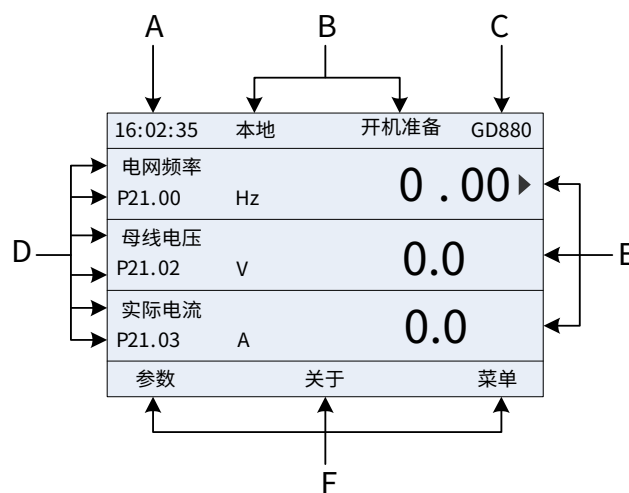 A B C
16:02:35 本地 开机准备 GD880
电网频率
P21.00 Hz 0.00
母线电压
P21.02 V 0.0
实际电流
P21.03 A 0.0
D E
参数 关于 菜单
F